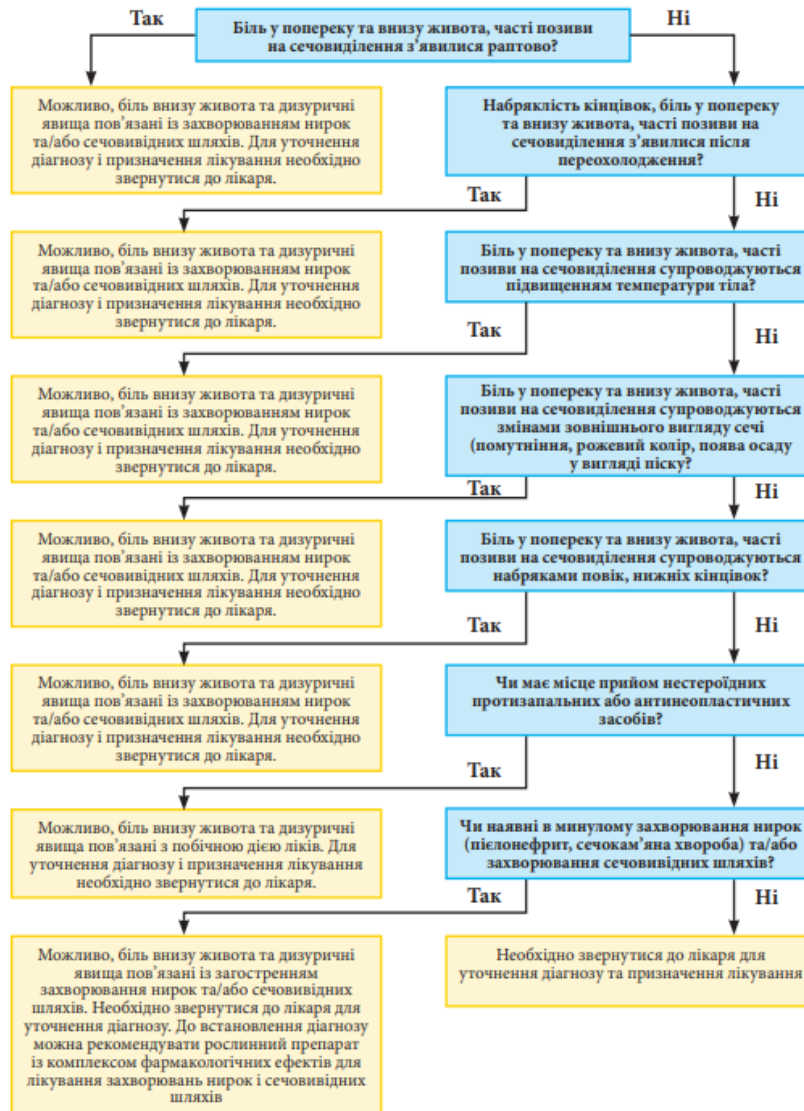 Так
Біль у попереку та внизу живота, часті позиви
на сечовиділення з’явилися раптово?
Ні
Можливо, біль внизу живота та дизуричні
явища пов’язані із захворюванням нирок
та/або сечовивідних шляхів. Для уточнення
діагнозу і призначення лікування необхідно
звернутися до лікаря.
Набряклість кінцівок, біль у попереку
та внизу живота, часті позиви на
сечовиділення з’явилися після
переохолодження?
Так
Ні
Можливо, біль внизу живота та дизуричні
явища пов’язані із захворюванням нирок
та/або сечовивідних шляхів. Для уточнення
діагнозу і призначення лікування необхідно
звернутися до лікаря.
Біль у попереку та внизу живота, часті
позиви на сечовиділення супроводжуються
підвищенням температури тіла?
Так
Ні
Можливо, біль внизу живота та дизуричні
явища пов’язані із захворюванням нирок
та/або сечовивідних шляхів. Для уточнення
діагнозу і призначення лікування необхідно
звернутися до лікаря.
Біль у попереку та внизу живота, часті
позиви на сечовиділення супроводжуються
змінами зовнішнього вигляду сечі
(помутніння, рожевий колір, поява осаду
у вигляді піску?
Так
Ні
Можливо, біль внизу живота та дизуричні
явища пов’язані із захворюванням нирок
та/або сечовивідних шляхів. Для уточнення
діагнозу і призначення лікування необхідно
звернутися до лікаря.
Біль у попереку та внизу живота, часті
позиви на сечовиділення супроводжуються
набряками повік, нижніх кінцівок?
Так
Ні
Можливо, біль внизу живота та дизуричні
явища пов’язані із захворюванням нирок
та/або сечовивідних шляхів. Для уточнення
діагнозу і призначення лікування необхідно
звернутися до лікаря.
Чи має місце прийом нестероїдних
протизапальних або антинеопластичних
засобів?
Так
Ні
Можливо, біль внизу живота та дизуричні
явища пов’язані з побічною дією ліків. Для
уточнення діагнозу і призначення лікування
необхідно звернутися до лікаря.
Чи наявні в минулому захворювання нирок
(пієлонефрит, сечокам’яна хвороба) та/або
захворювання сечовивідних шляхів?
Так
Ні
Можливо, біль внизу живота та дизуричні
явища пов’язані із загостренням
захворювання нирок та/або сечовивідних
шляхів. Необхідно звернутися до лікаря для
уточнення діагнозу. До встановлення діагнозу
можна рекомендувати рослинний препарат
із комплексом фармакологічних ефектів для
лікування захворювань нирок і сечовивідних
шляхів
Необхідно звернутися до лікаря для
уточнення діагнозу та призначення лікування